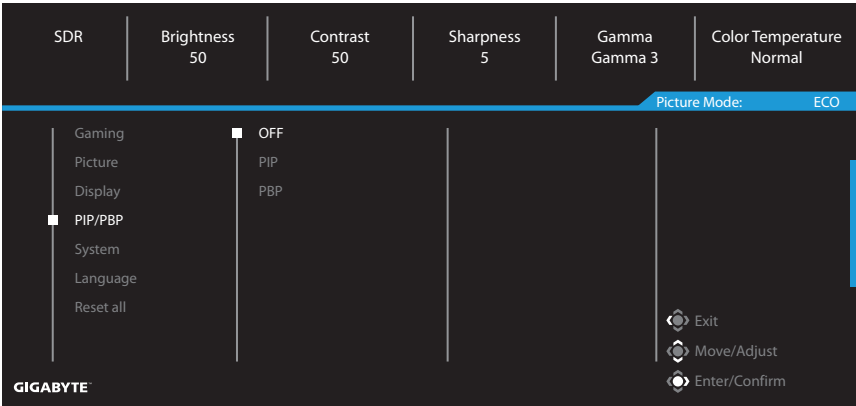 SDR
Brightness
50
Contrast
50
Sharpness
5
Gamma
Gamma 3
Color Temperature
Normal
Picture Mode: ECO
Gaming
Picture
Display
PIP/PBP
System
Language
Reset all
OFF
PIP
PBP
Exit
Move/Adjust
Enter/Confirm
GIGABYTE™